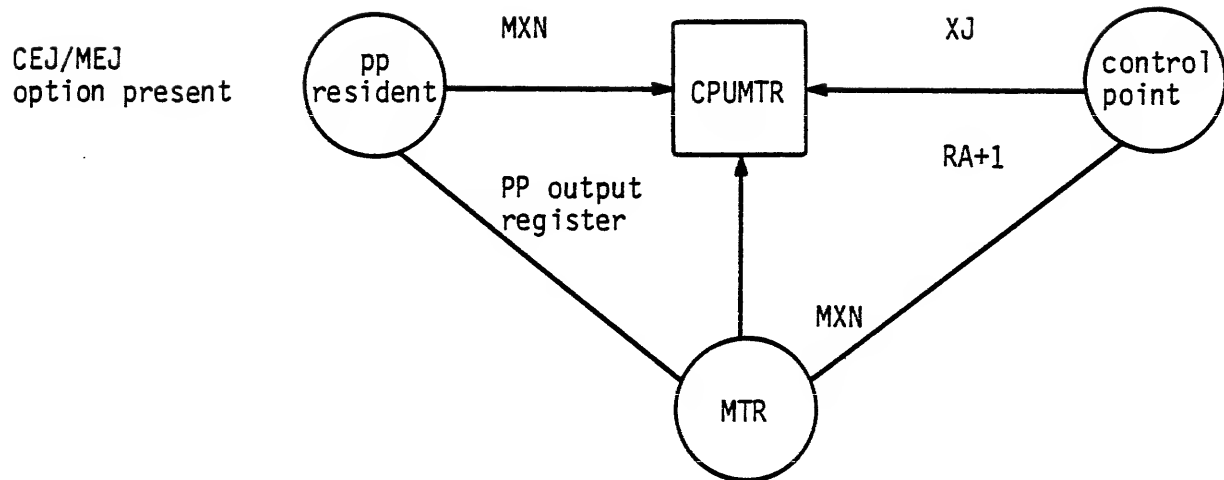 CEJ/MEJ
option present
pp
resident
MXN
CPUMTR
XJ
control
point
PP output
register
RA+1
MXN
MTR